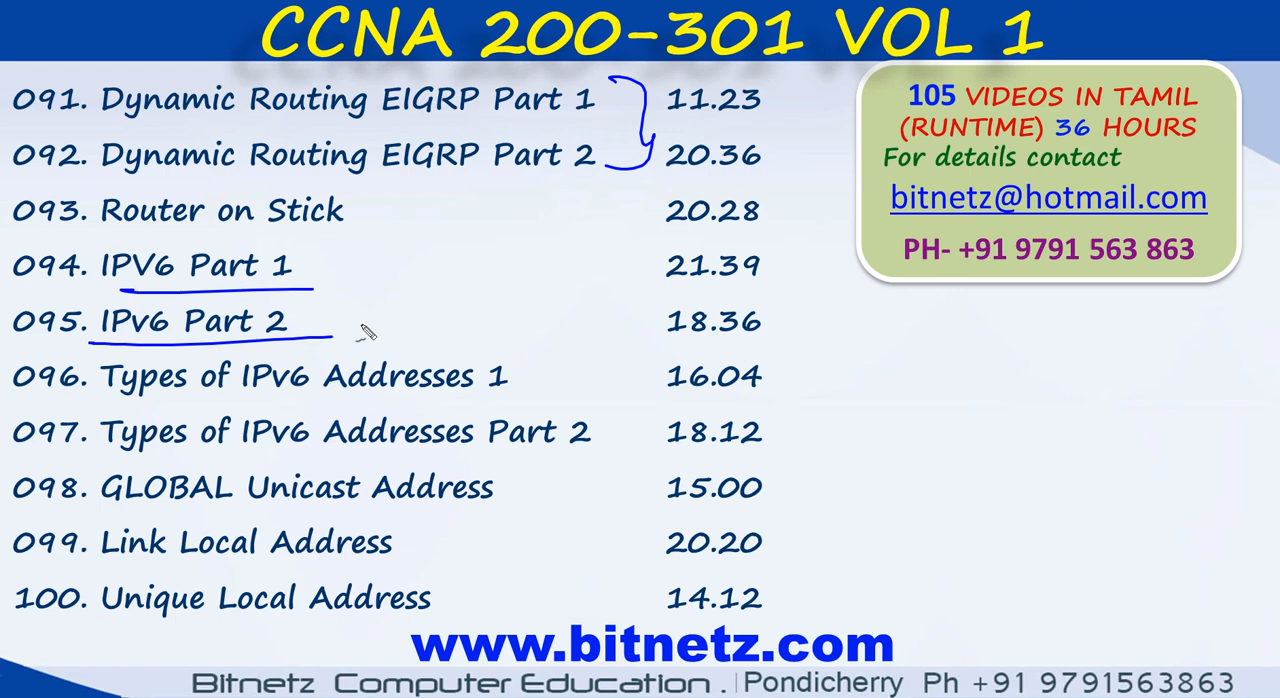 CCNA 200-301 VOL 1
091. Dynamic Routing EIGRP Part 1 11.23
092. Dynamic Routing EIGRP Part 2 20.36
093. Router on Stick 20.28
094. IPV6 Part 1 21.39
095. IPv6 Part 2 18.36
096. Types of IPv6 Addresses 1 16.04
097. Types of IPv6 Addresses Part 2 18.12
098. GLOBAL Unicast Address 15.00
099. Link Local Address 20.20
100. Unique Local Address 14.12
105 VIDEOS IN TAMIL
(RUNTIME) 36 HOURS
For details contact
bitnetz@hotmail.com
PH- +91 9791 563 863
www.bitnetz.com
Bitnetz Computer Education . | Pondicherry Ph +91 9791563863